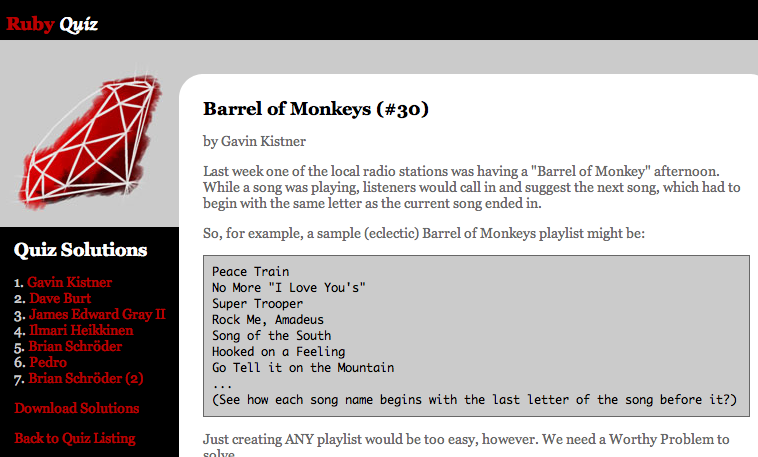 Ruby Quiz
Barrel of Monkeys (#30)
by Gavin Kistner
Last week one of the local radio stations was having a "Barrel of Monkey" afternoon.
While a song was playing, listeners would call in and suggest the next song, which had to
begin with the same letter as the current song ended in.
So, for example, a sample (eclectic) Barrel of Monkeys playlist might be:
Peace Train
No More "I Love You's"
Super Trooper
Rock Me, Amadeus
Song of the South
Hooked on a Feeling
Go Tell it on the Mountain
...
(See how each song name begins with the last letter of the song before it?)
Just creating ANY playlist would be too easy, however. We need a Worthy Problem to
solve.
Quiz Solutions
1. Gavin Kistner
2. Dave Burt
3. James Edward Gray II
4. Ilmari Heikkinen
5. Brian Schröder
6. Pedro
7. Brian Schröder (2)
Download Solutions
Back to Quiz Listing